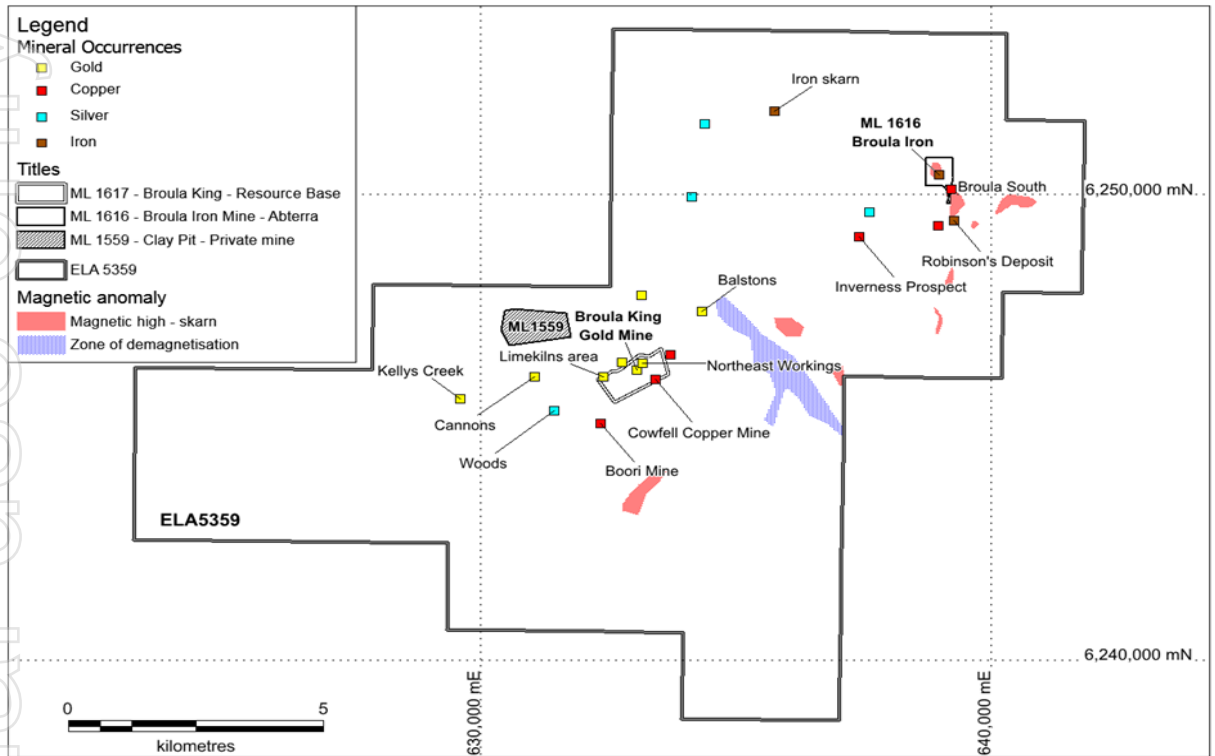 Legend
Mineral Occurrences
Gold
Copper
Silver
Iron
Titles
ML 1617 - Broula King - Resource Base
ML 1616 - Broula Iron Mine - Abterra
ML 1559 - Clay Pit - Private mine
ELA 5359
Magnetic anomaly
Magnetic high - skarn
Zone of demagnetisation
Iron skarn
ML 1616
Broula Iron
Broula South
6,250,000 mN
Robinson's Deposit
Inverness Prospect
Balstons
ML1559
Broula King
Gold Mine
Limekilns area
Northeast Workings
Kellys Creek
Cannons
Cowfell Copper Mine
Woods
Boori Mine
ELA5359
6,240,000 mN
630,000 mE
640,000 mE
0
5
kilometres